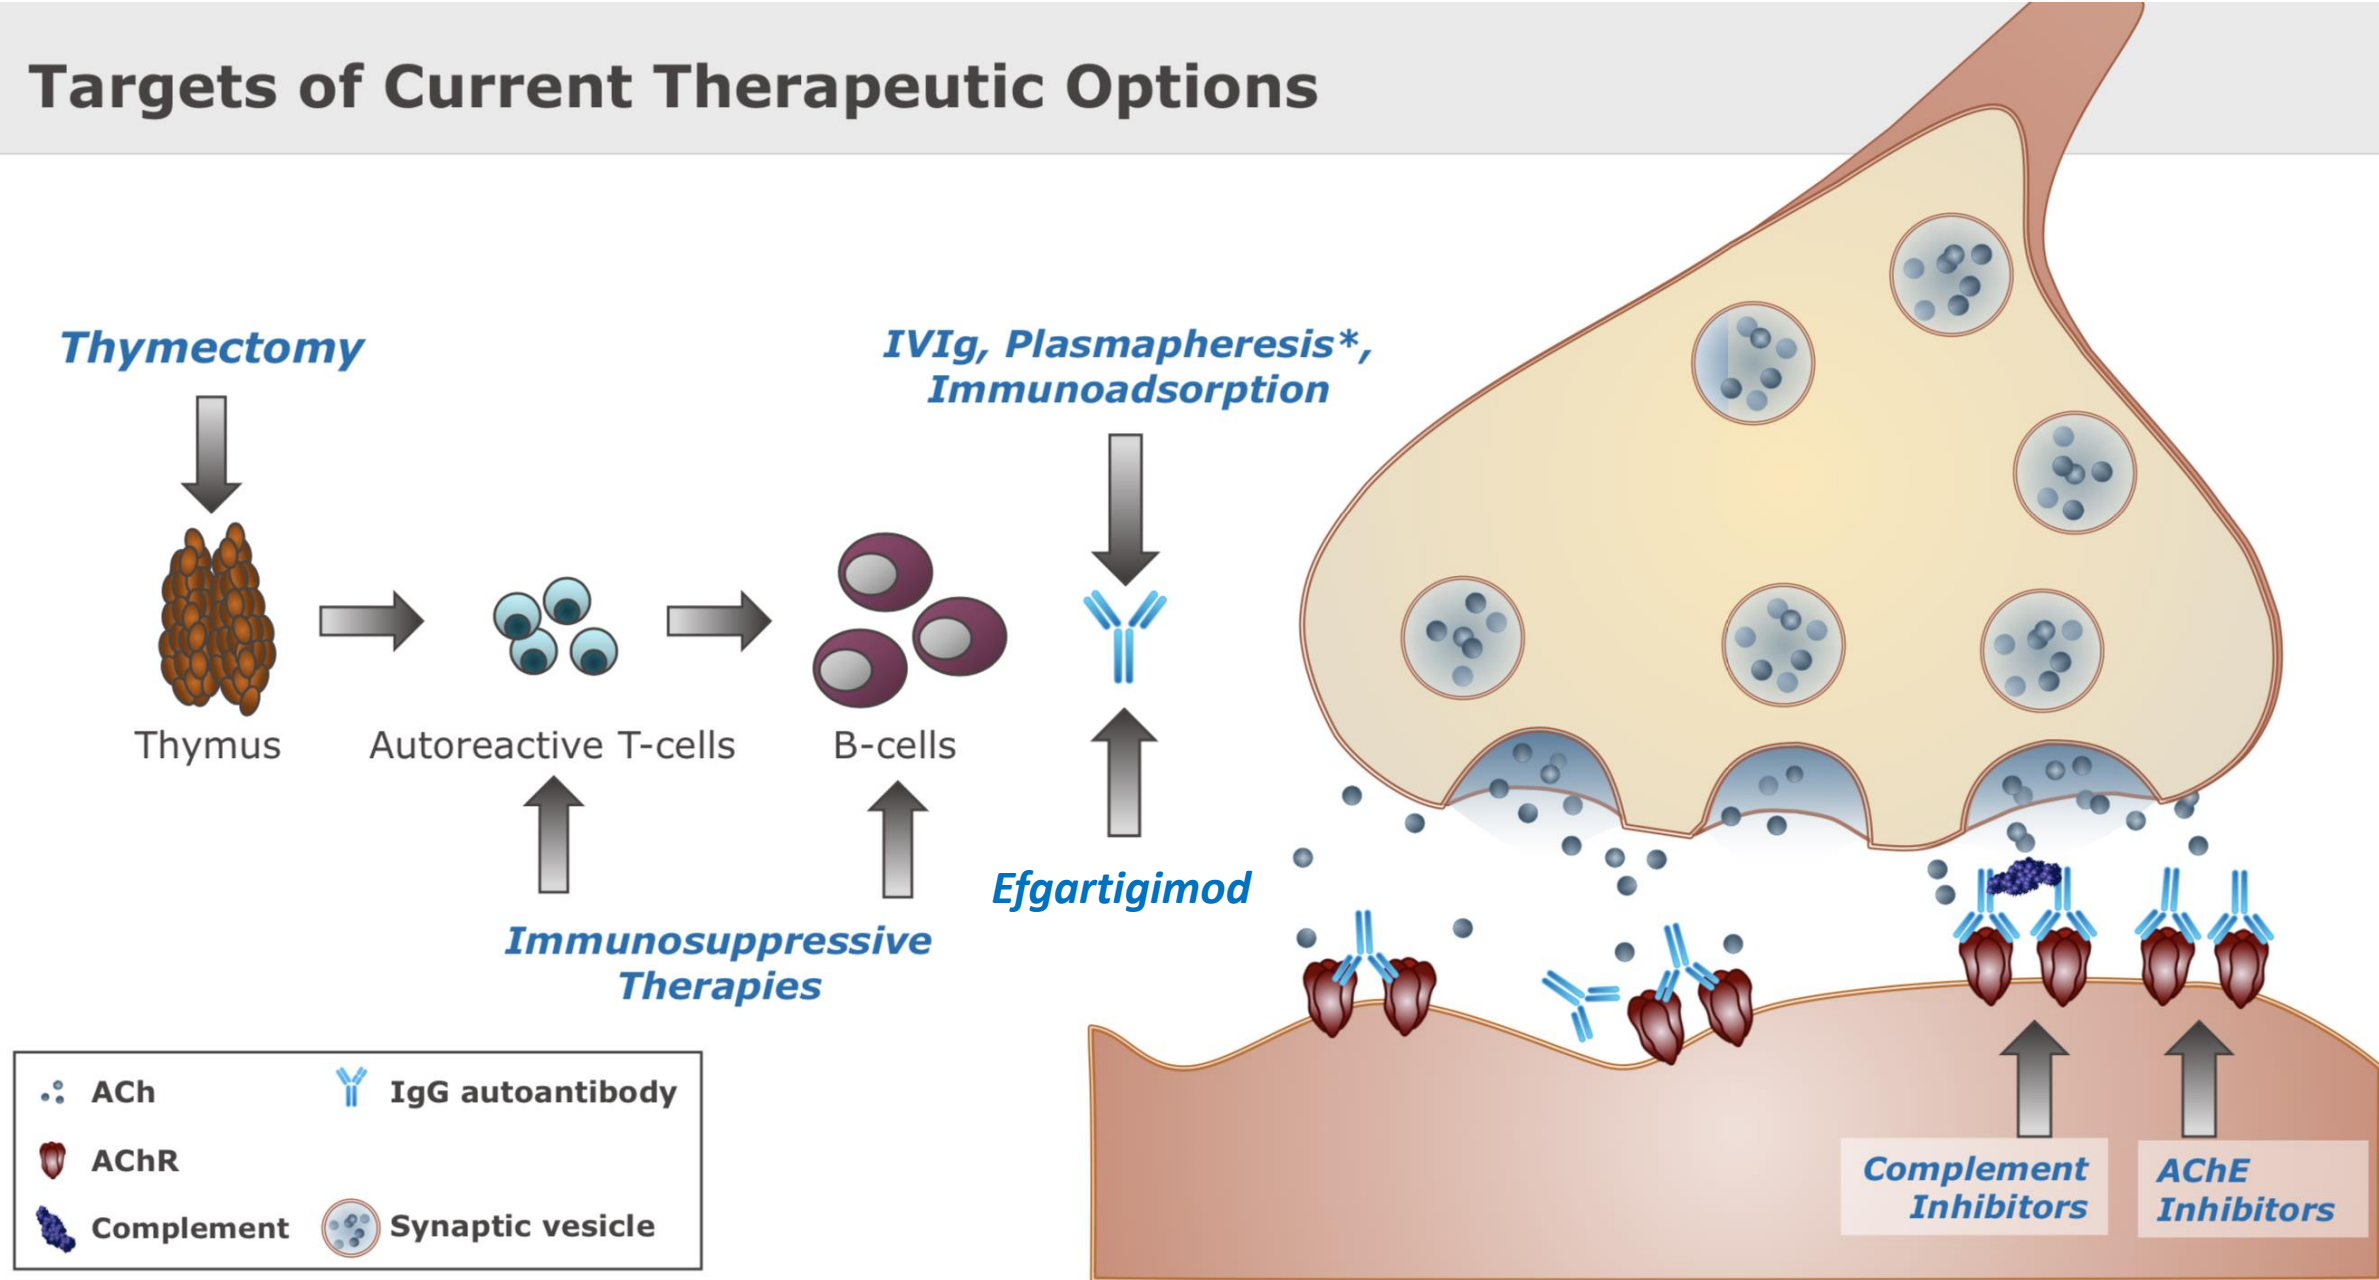 Targets of Current Therapeutic Options
Thymectomy
IVIg, Plasmapheresis*,
Immunoadsorption
Thymus
Autoreactive T-cells
B-cells
Efgartigimod
Immunosuppressive
Therapies
ACh
IgG autoantibody
AChR
Complement
Synaptic vesicle
Complement
Inhibitors
AChE
Inhibitors